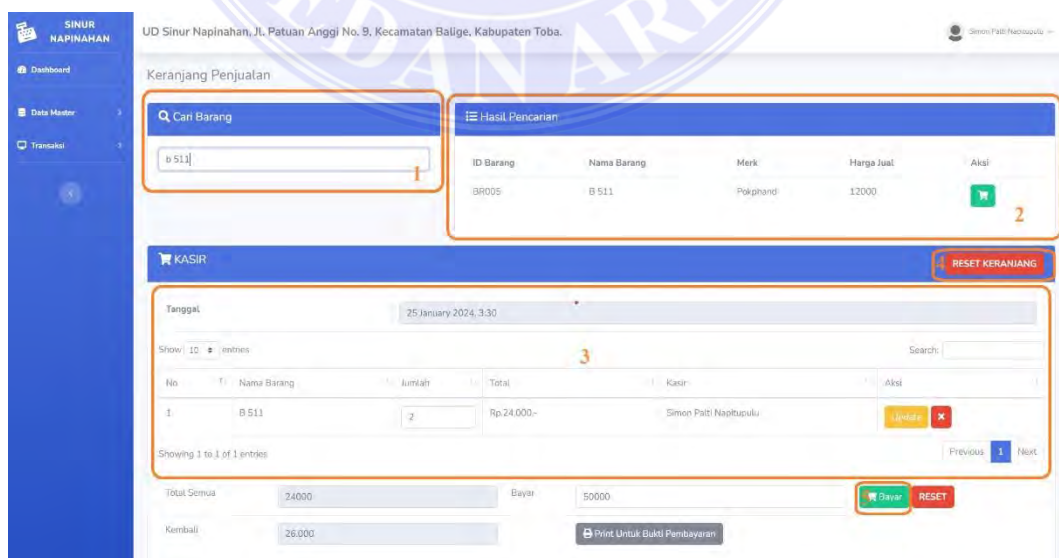 SINUR
NAPINAHAN
UD Sinur Napinahan, Jl. Patuan Anggi No. 9, Kecamatan Balige, Kabupaten Toba.
Simon Palti Napitupulu
Dashboard
Data Master
Transaksi
Keranjang Penjualan
Cari Barang
b 511
1
Hasil Pencarian
ID Barang Nama Barang Merk Harga Jual Aksi
BR005 B 511 Pokphand 12000
2
KASIR
4 RESET KERANJANG
Tanggal 25 January 2024, 3:30
Show 10 entries Search:
3
No Nama Barang Jumlah Total Kasir Aksi
1 B 511 2 Rp.24.000,- Simon Palti Napitupulu Update
Showing 1 to 1 of 1 entries Previous 1 Next
Total Semua 24000 Bayar 50000 Bayar RESET
Kembali 26.000 Print Untuk Bukti Pembayaran